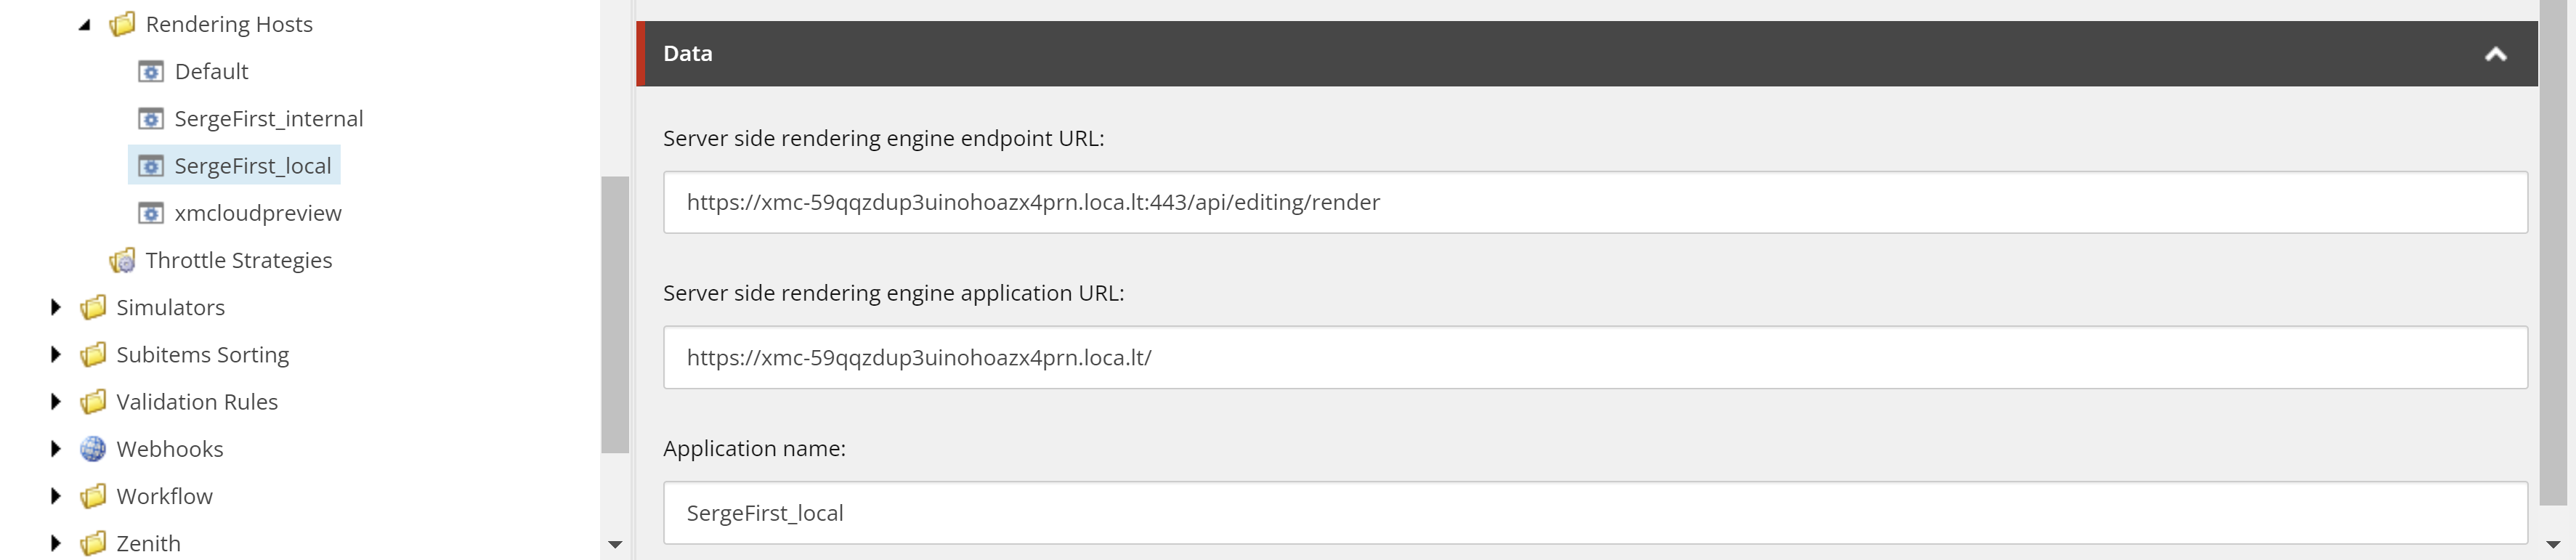 Rendering Hosts
Default
SergeFirst_internal
SergeFirst_local
xmcloudpreview
Throttle Strategies
Simulators
Subitems Sorting
Validation Rules
Webhooks
Workflow
Zenith
Data
Server side rendering engine endpoint URL:
https://xmc-59qqzdup3uinohoazx4prn.loca.lt:443/api/editing/render
Server side rendering engine application URL:
https://xmc-59qqzdup3uinohoazx4prn.loca.lt/
Application name:
SergeFirst_local